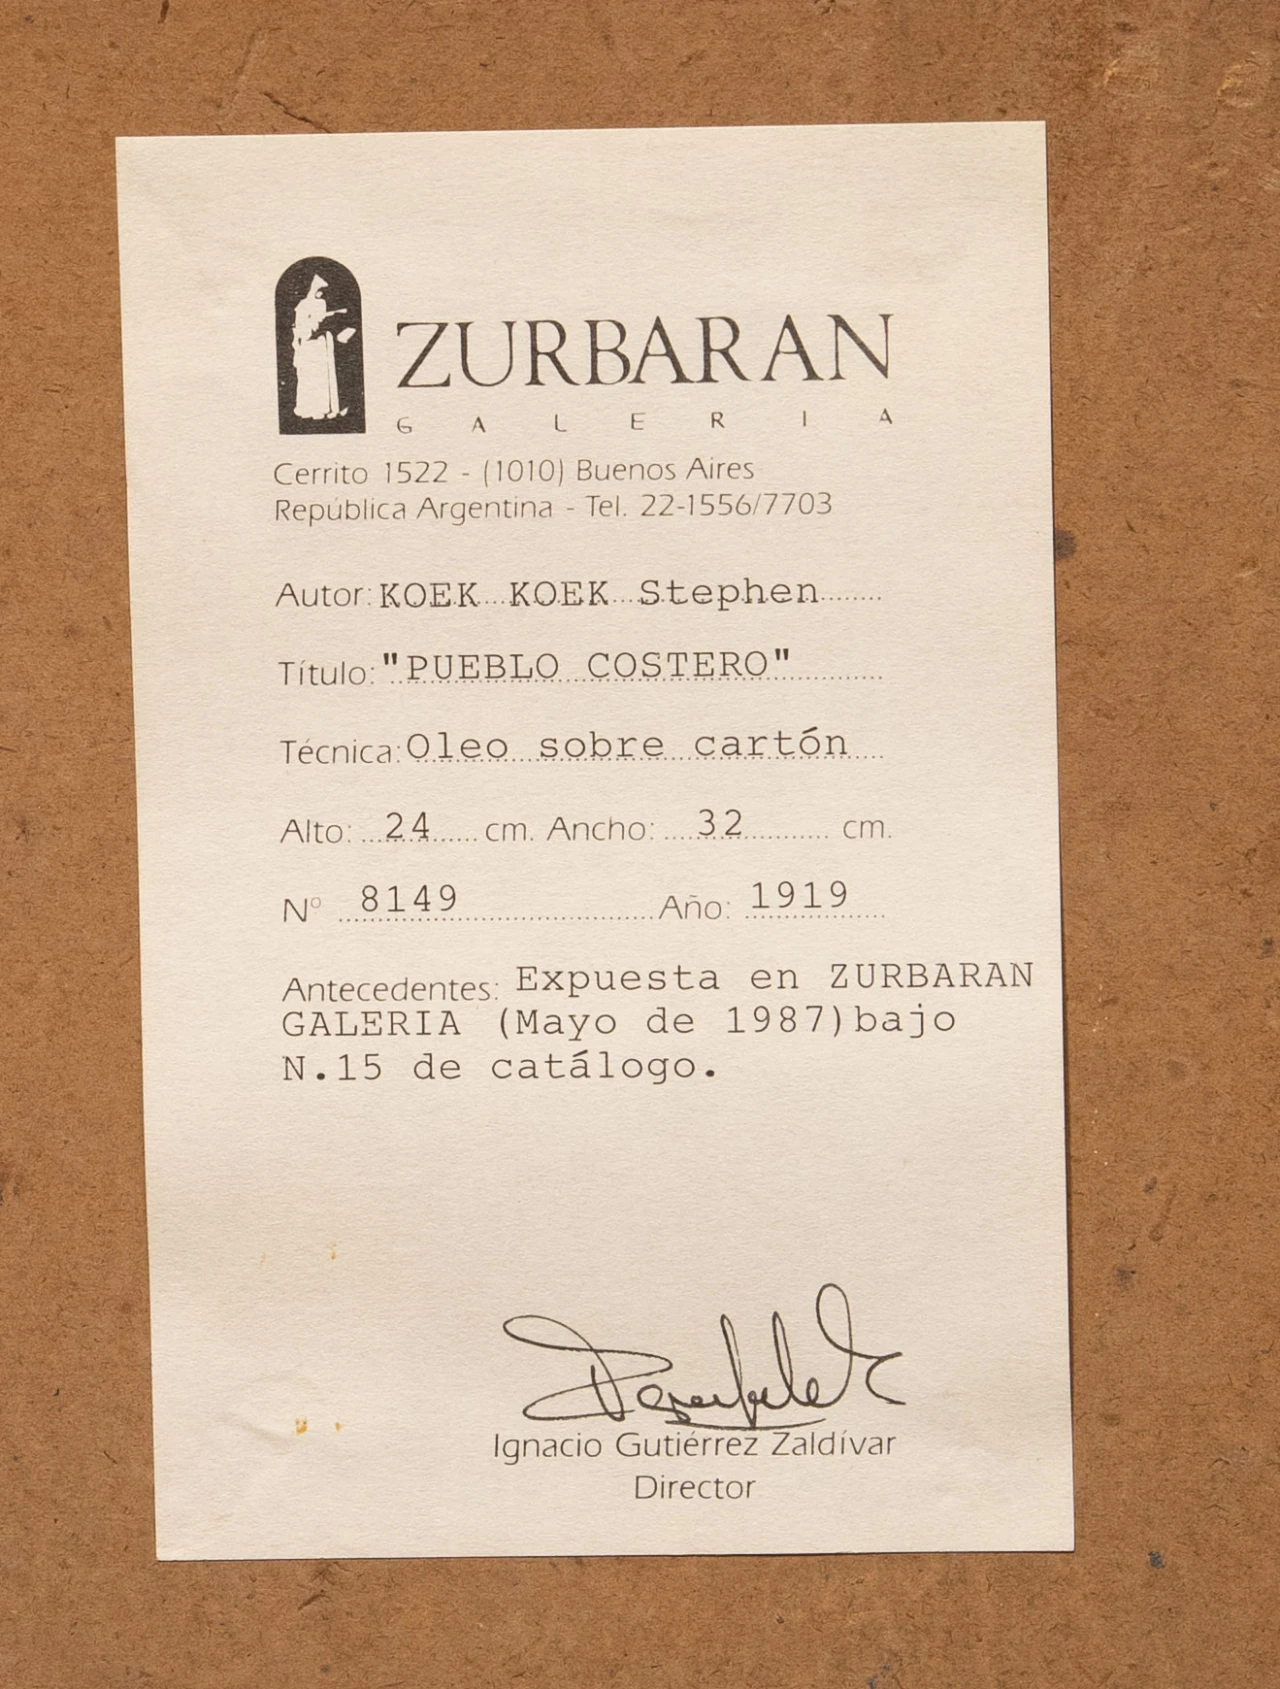 ZURBARAN
GALERIA
Cerrito 1522 - (1010) Buenos Aires
República Argentina - Tel. 22-1556/7703
Autor: KOEK KOEK Stephen
Título: "PUEBLO COSTERO"
Técnica: Oleo sobre cartón
Alto: 24 cm. Ancho: 32 cm.
Nº 8149 Año: 1919
Antecedentes: Expuesta en ZURBARAN
GALERIA (Mayo de 1987)bajo
N.15 de catálogo.
Ignacio Gutiérrez Zaldívar
Director